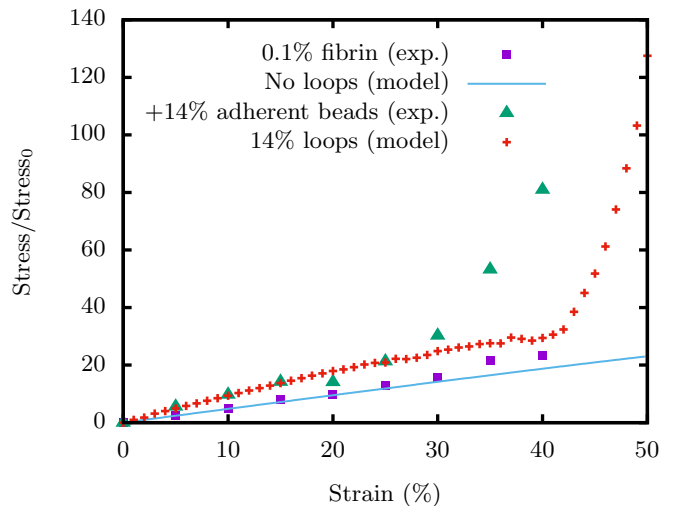 140
120
100
80
60
40
20
0
Stress/Stress₀
0.1% fibrin (exp.)
No loops (model)
+14% adherent beads (exp.)
14% loops (model)
0 10 20 30 40 50
Strain (%)